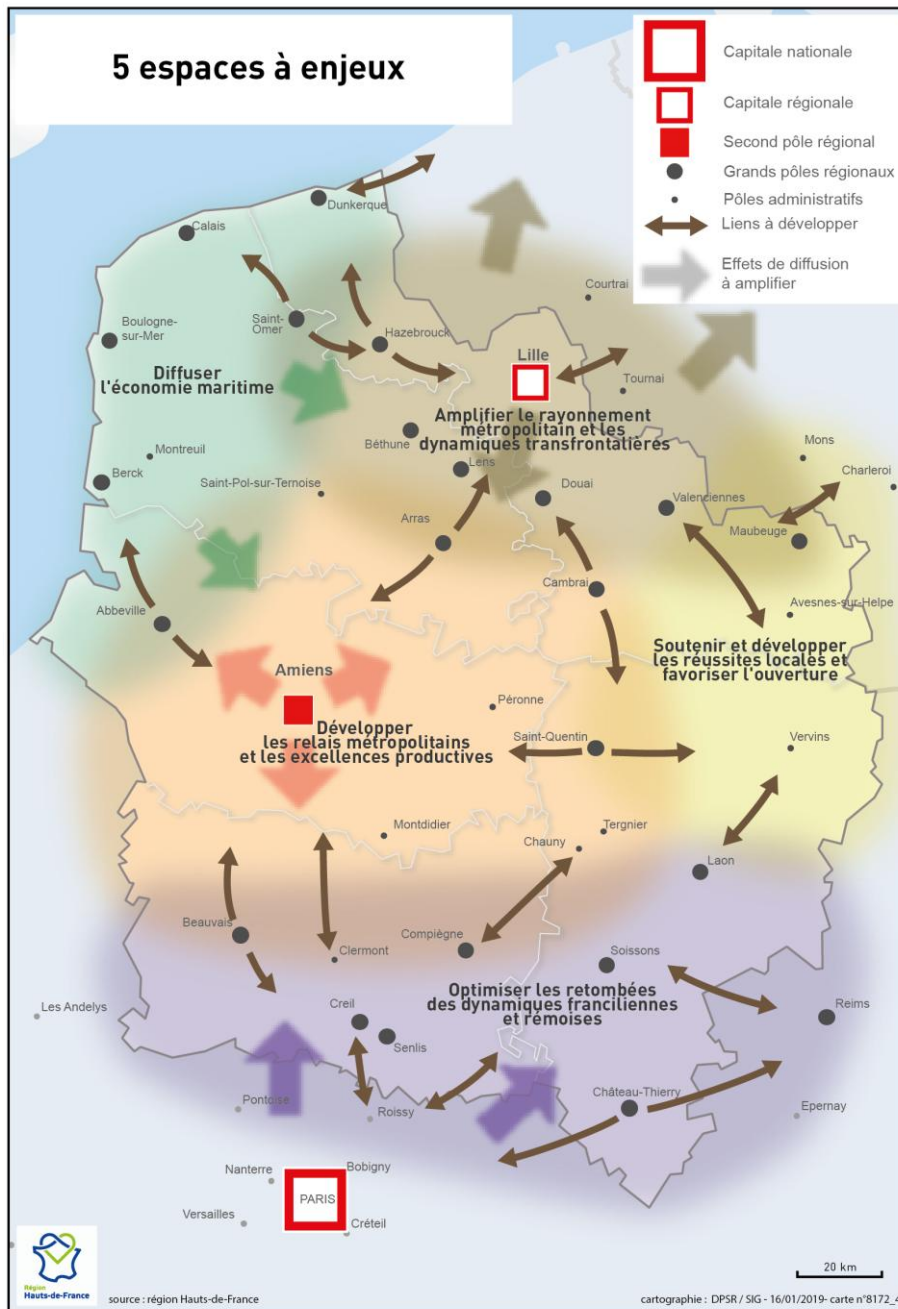 5 espaces à enjeux
Capitale nationale
Capitale régionale
Second pôle régional
Grands pôles régionaux
Pôles administratifs
Liens à développer
Effets de diffusion
à amplifier
Dunkerque
Calais
Courtrai
Boulogne-
sur-Mer
Saint-
Omer
Hazebrouck
Lille
Diffuser
l'économie maritime
Tournai
Amplifier le rayonnement
métropolitain et les
dynamiques transfrontalières
Béthune
Montreuil
Mons
Berck
Lens
Charleroi
Saint-Pol-sur-Ternoise
Douai
Valenciennes
Arras
Maubeuge
Cambrai
Abbeville
Avesnes-sur-Helpe
Soutenir et développer
les réussites locales et
favoriser l'ouverture
Amiens
Péronne
Développer
les relais métropolitains
et les excellences productives
Saint-Quentin
Vervins
Montdidier
Tergnier
Chauny
Laon
Beauvais
Compiègne
Clermont
Soissons
Optimiser les retombées
des dynamiques franciliennes
et rémoises
Les Andelys
Creil
Reims
Senlis
Château-Thierry
Pontoise
Roissy
Epernay
Nanterre
Bobigny
PARIS
Versailles
Créteil
20 km
Région
Hauts-de-France
source : région Hauts-de-France
cartographie : DPSR / SIG - 16/01/2019- carte n°8172_4